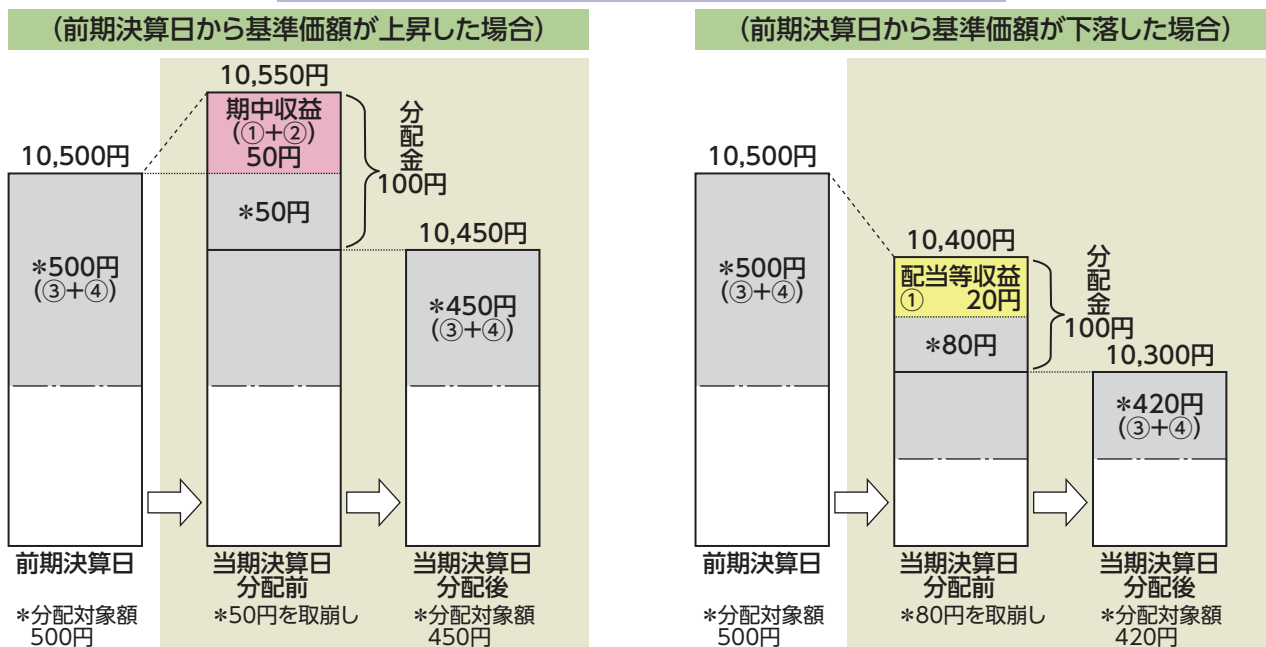 (前期決算日から基準価額が上昇した場合)
10,550円
期中収益
(①+②)
50円
*50円
分配金
100円
10,500円
*500円
(③+④)
10,450円
*450円
(③+④)
前期決算日
当期決算日
分配前
当期決算日
分配後
*分配対象額
500円
*50円を取崩し
*分配対象額
450円
(前期決算日から基準価額が下落した場合)
10,500円
*500円
(③+④)
10,400円
配当等収益
① 20円
*80円
分配金
100円
10,300円
*420円
(③+④)
前期決算日
当期決算日
分配前
当期決算日
分配後
*分配対象額
500円
*80円を取崩し
*分配対象額
420円